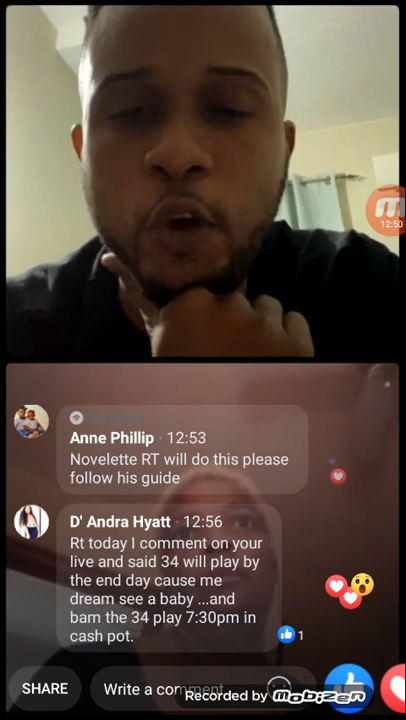 12:50
Anne Phillip · 12:53
Novelette RT will do this please
follow his guide
D' Andra Hyatt · 12:56
Rt today I comment on your
live and said 34 will play by
the end day cause me
dream see a baby ...and
bam the 34 play 7:30pm in
cash pot.
1
SHARE
Write a comment
Recorded by mobizen